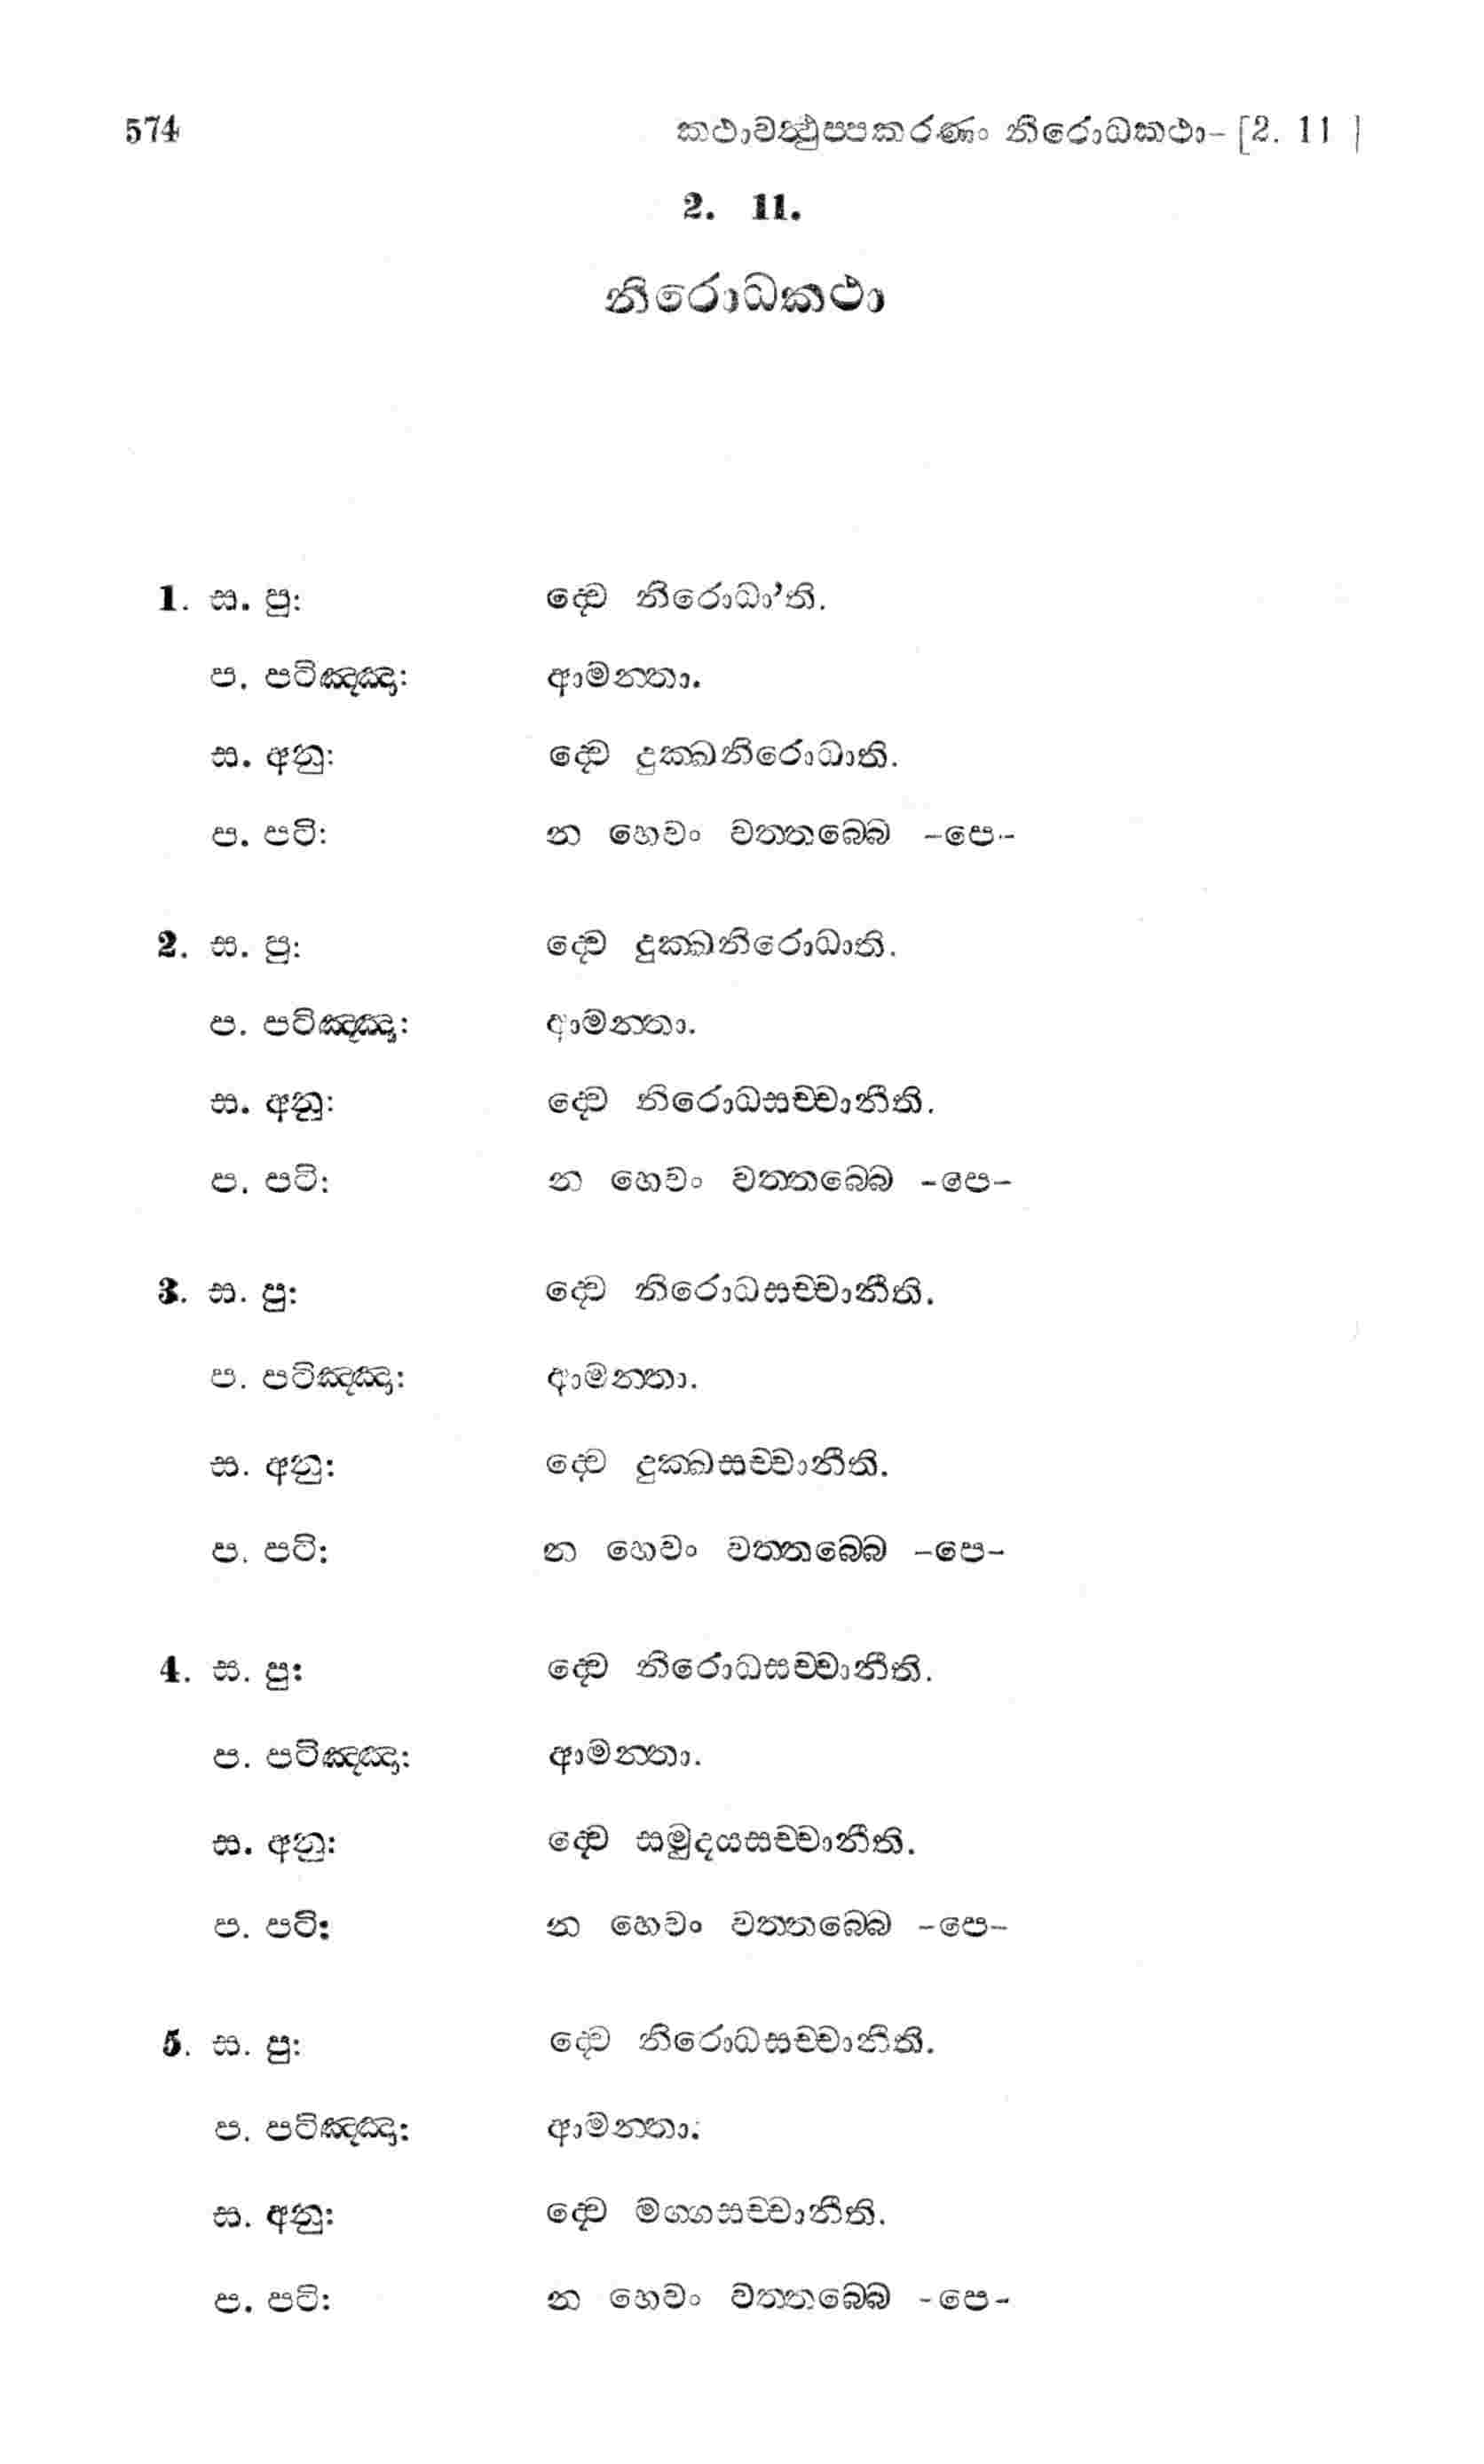 574 කථාවත්‍ථුප්පකරණං නිරොධකථා-[2. 11 ]
2. 11.
නිරොධකථා
1. ස. පු: ද්‍වෙ නිරොධා’ති.
ප. පටිඤ්ඤා: ආමන්තා.
ස. අනු: ද්‍වෙ දුක්ඛනිරොධාති.
ප. පටි: න හෙවං වත්තබ්බෙ -පෙ-
2. ස. පු: ද්‍වෙ දුක්ඛනිරොධාති.
ප. පටිඤ්ඤා: ආමන්තා.
ස. අනු: ද්‍වෙ නිරොධසච්චානීති.
ප. පටි: න හෙවං වත්තබ්බෙ -පෙ-
3. ස. පු: ද්‍වෙ නිරොධසච්චානීති.
ප. පටිඤ්ඤා: ආමන්තා.
ස. අනු: ද්‍වෙ දුක්ඛසච්චානීති.
ප. පටි: න හෙවං වත්තබ්බෙ -පෙ-
4. ස. පු: ද්‍වෙ නිරොධසච්චානීති.
ප. පටිඤ්ඤා: ආමන්තා.
ස. අනු: ද්‍වෙ සමුදයසච්චානීති.
ප. පටි: න හෙවං වත්තබ්බෙ -පෙ-
5. ස. පු: ද්‍වෙ නිරොධසච්චානිති.
ප. පටිඤ්ඤා: ආමන්තා.
ස. අනු: ද්‍වෙ මග්ගසච්චානීති.
ප. පටි: න හෙවං වත්තබ්බෙ -පෙ-